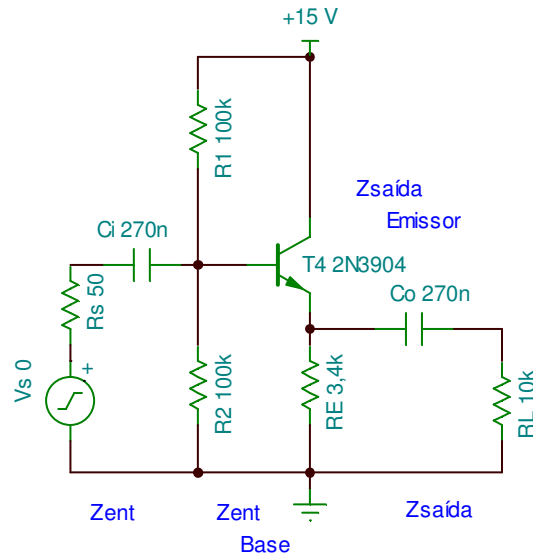 +15 V
R1 100k
Zsaída
Emissor
Ci 270n
T4 2N3904
Co 270n
Rs 50
Vs 0
+
R2 100k
RE 3,4k
RL 10k
Zent
Zent
Base
Zsaída